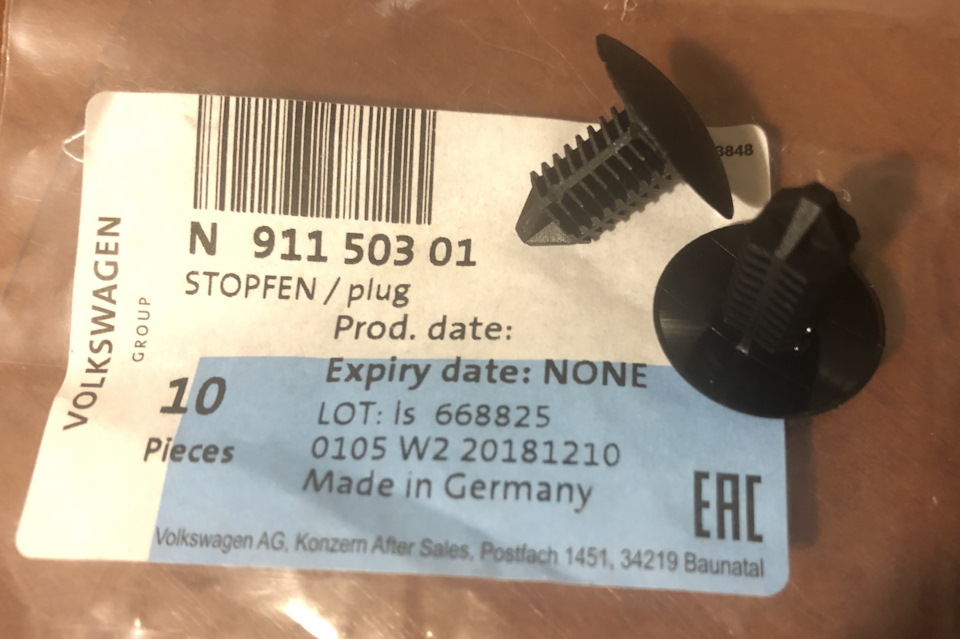 3848
N 911 503 01
STOPFEN / plug
Prod. date:
Expiry date: NONE
VOLKSWAGEN
GROUP
10
Pieces
LOT: ls 668825
0105 W2 20181210
Made in Germany
EAC
Volkswagen AG, Konzern After Sales, Postfach 1451, 34219 Baunatal